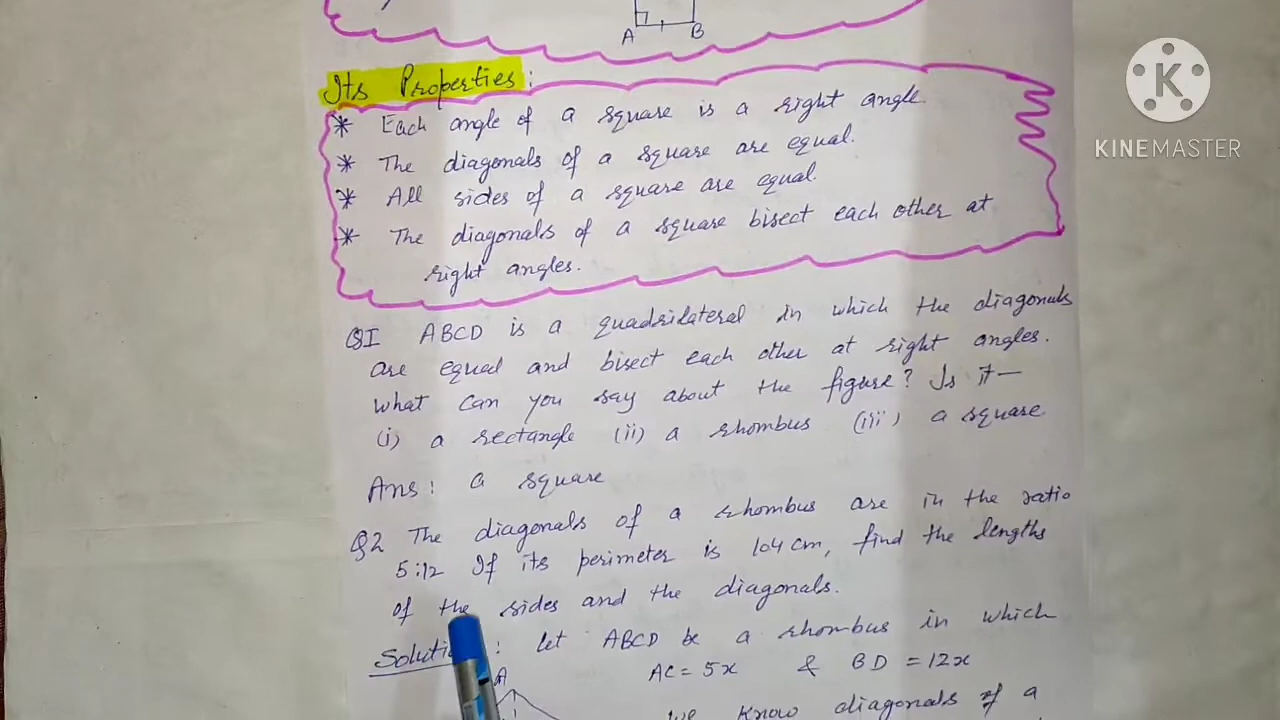 A B
Its Properties:
* Each angle of a square is a right angle.
* The diagonals of a square are equal.
* All sides of a square are equal.
* The diagonals of a square bisect each other at
right angles.
Q1 ABCD is a quadrilateral in which the diagonals
are equal and bisect each other at right angles.
What can you say about the figure? Is it—
(i) a rectangle (ii) a rhombus (iii) a square
Ans: a square
Q2 The diagonals of a rhombus are in the ratio
5:12 If its perimeter is 104 cm, find the lengths
of the sides and the diagonals.
: let ABCD be a rhombus in which
A AC = 5x & BD = 12x
we know diagonals of a
K
KINEMASTER